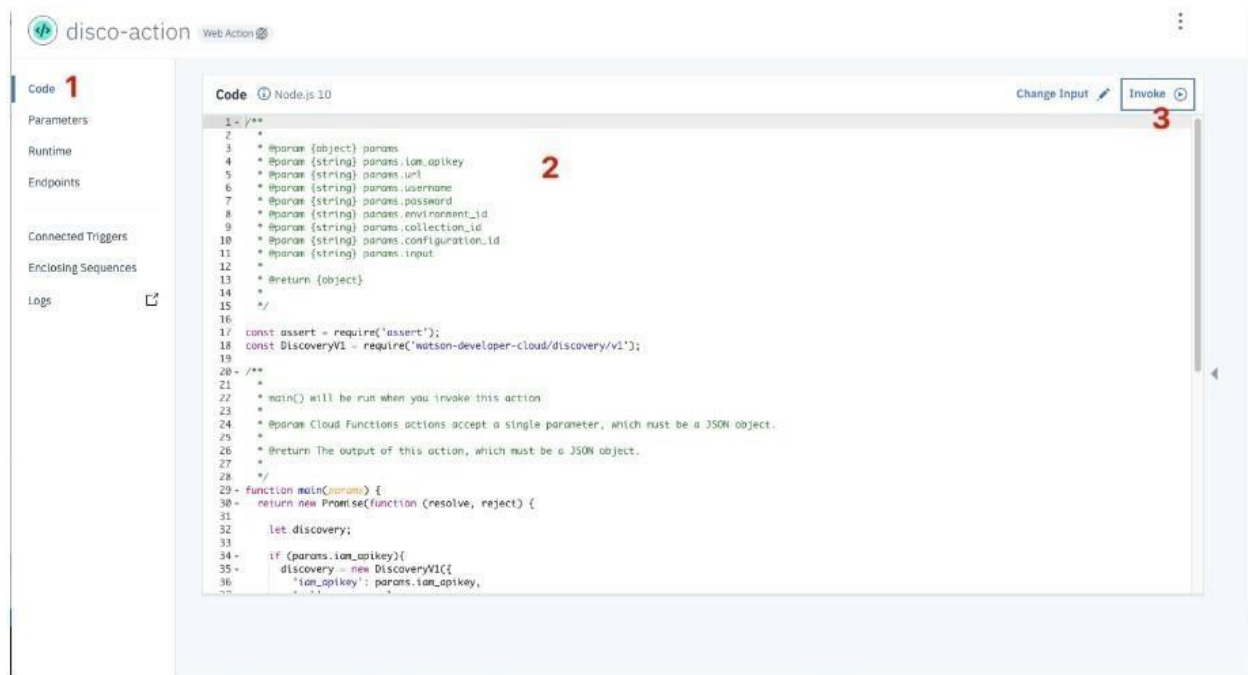 disco-action Web Action
Code 1
Parameters
Runtime
Endpoints
Connected Triggers
Enclosing Sequences
Logs
Code Node.js 10
Change Input
Invoke
3
2
1 /**
2 *
3 * @param {object} params
4 * @param {string} params.iam_apikey
5 * @param {string} params.url
6 * @param {string} params.username
7 * @param {string} params.password
8 * @param {string} params.environment_id
9 * @param {string} params.collection_id
10 * @param {string} params.configuration_id
11 * @param {string} params.input
12 *
13 * @return {object}
14 *
15 */
16
17 const assert = require('assert');
18 const DiscoveryV1 = require('watson-developer-cloud/discovery/v1');
19
20 /**
21 *
22 * main() will be run when you invoke this action
23 *
24 * @param Cloud Functions actions accept a single parameter, which must be a JSON object.
25 *
26 * @return The output of this action, which must be a JSON object.
27 *
28 */
29 function main(params) {
30 return new Promise(function (resolve, reject) {
31
32 let discovery;
33
34 if (params.iam_apikey){
35 discovery = new DiscoveryV1({
36 'iam_apikey': params.iam_apikey,